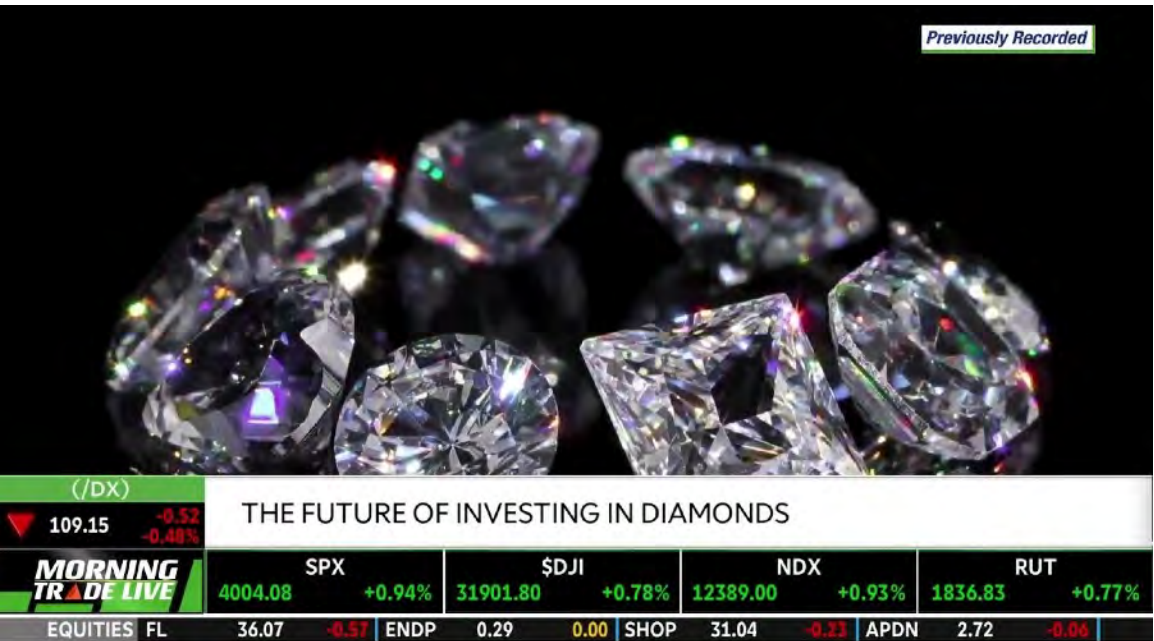 Previously Recorded
(/DX)
109.15 -0.52
-0.48%
THE FUTURE OF INVESTING IN DIAMONDS
MORNING
TRADE LIVE
SPX $DJI NDX RUT
4004.08 +0.94% 31901.80 +0.78% 12389.00 +0.93% 1836.83 +0.77%
EQUITIES FL 36.07 -0.57 ENDP 0.29 0.00 SHOP 31.04 -0.23 APDN 2.72 -0.06